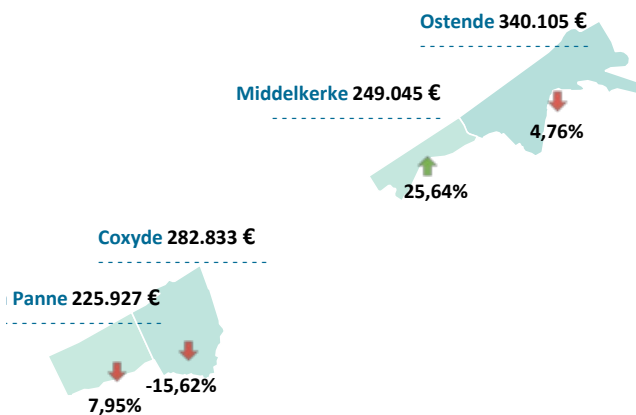 Ostende 340.105 €
Middelkerke 249.045 €
4,76%
25,64%
Coxyde 282.833 €
Panne 225.927 €
-15,62%
7,95%